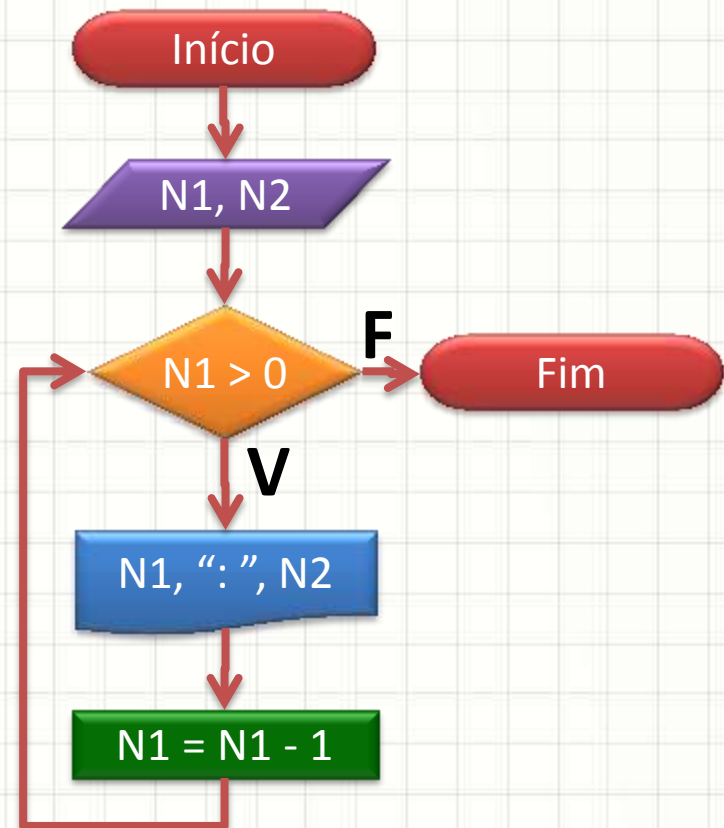 Início
N1, N2
N1 > 0
F
Fim
V
N1, “: ”, N2
N1 = N1 - 1